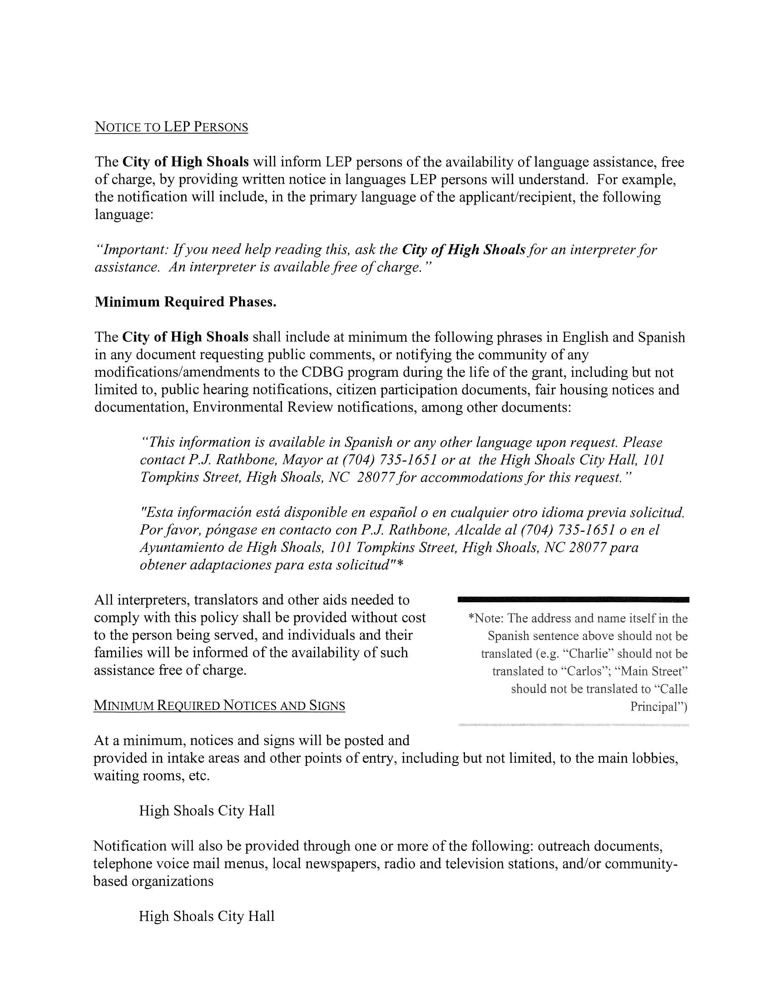 NOTICE TO LEP PERSONS
The City of High Shoals will inform LEP persons of the availability of language assistance, free
of charge, by providing written notice in languages LEP persons will understand.  For example,
the notification will include, in the primary language of the applicant/recipient, the following
language:
“Important: If you need help reading this, ask the City of High Shoals for an interpreter for
assistance.  An interpreter is available free of charge.”
Minimum Required Phases.
The City of High Shoals shall include at minimum the following phrases in English and Spanish
in any document requesting public comments, or notifying the community of any
modifications/amendments to the CDBG program during the life of the grant, including but not
limited to, public hearing notifications, citizen participation documents, fair housing notices and
documentation, Environmental Review notifications, among other documents:
“This information is available in Spanish or any other language upon request. Please
contact P.J. Rathbone, Mayor at (704) 735-1651 or at  the High Shoals City Hall, 101
Tompkins Street, High Shoals, NC  28077 for accommodations for this request.”
"Esta información está disponible en español o en cualquier otro idioma previa solicitud.
Por favor, póngase en contacto con P.J. Rathbone, Alcalde al (704) 735-1651 o en el
Ayuntamiento de High Shoals, 101 Tompkins Street, High Shoals, NC 28077 para
obtener adaptaciones para esta solicitud"*
All interpreters, translators and other aids needed to
comply with this policy shall be provided without cost
to the person being served, and individuals and their
families will be informed of the availability of such
assistance free of charge.
*Note: The address and name itself in the
Spanish sentence above should not be
translated (e.g. “Charlie” should not be
translated to “Carlos”; “Main Street”
should not be translated to “Calle
Principal”)
MINIMUM REQUIRED NOTICES AND SIGNS
At a minimum, notices and signs will be posted and
provided in intake areas and other points of entry, including but not limited, to the main lobbies,
waiting rooms, etc.
High Shoals City Hall
Notification will also be provided through one or more of the following: outreach documents,
telephone voice mail menus, local newspapers, radio and television stations, and/or community-
based organizations
High Shoals City Hall